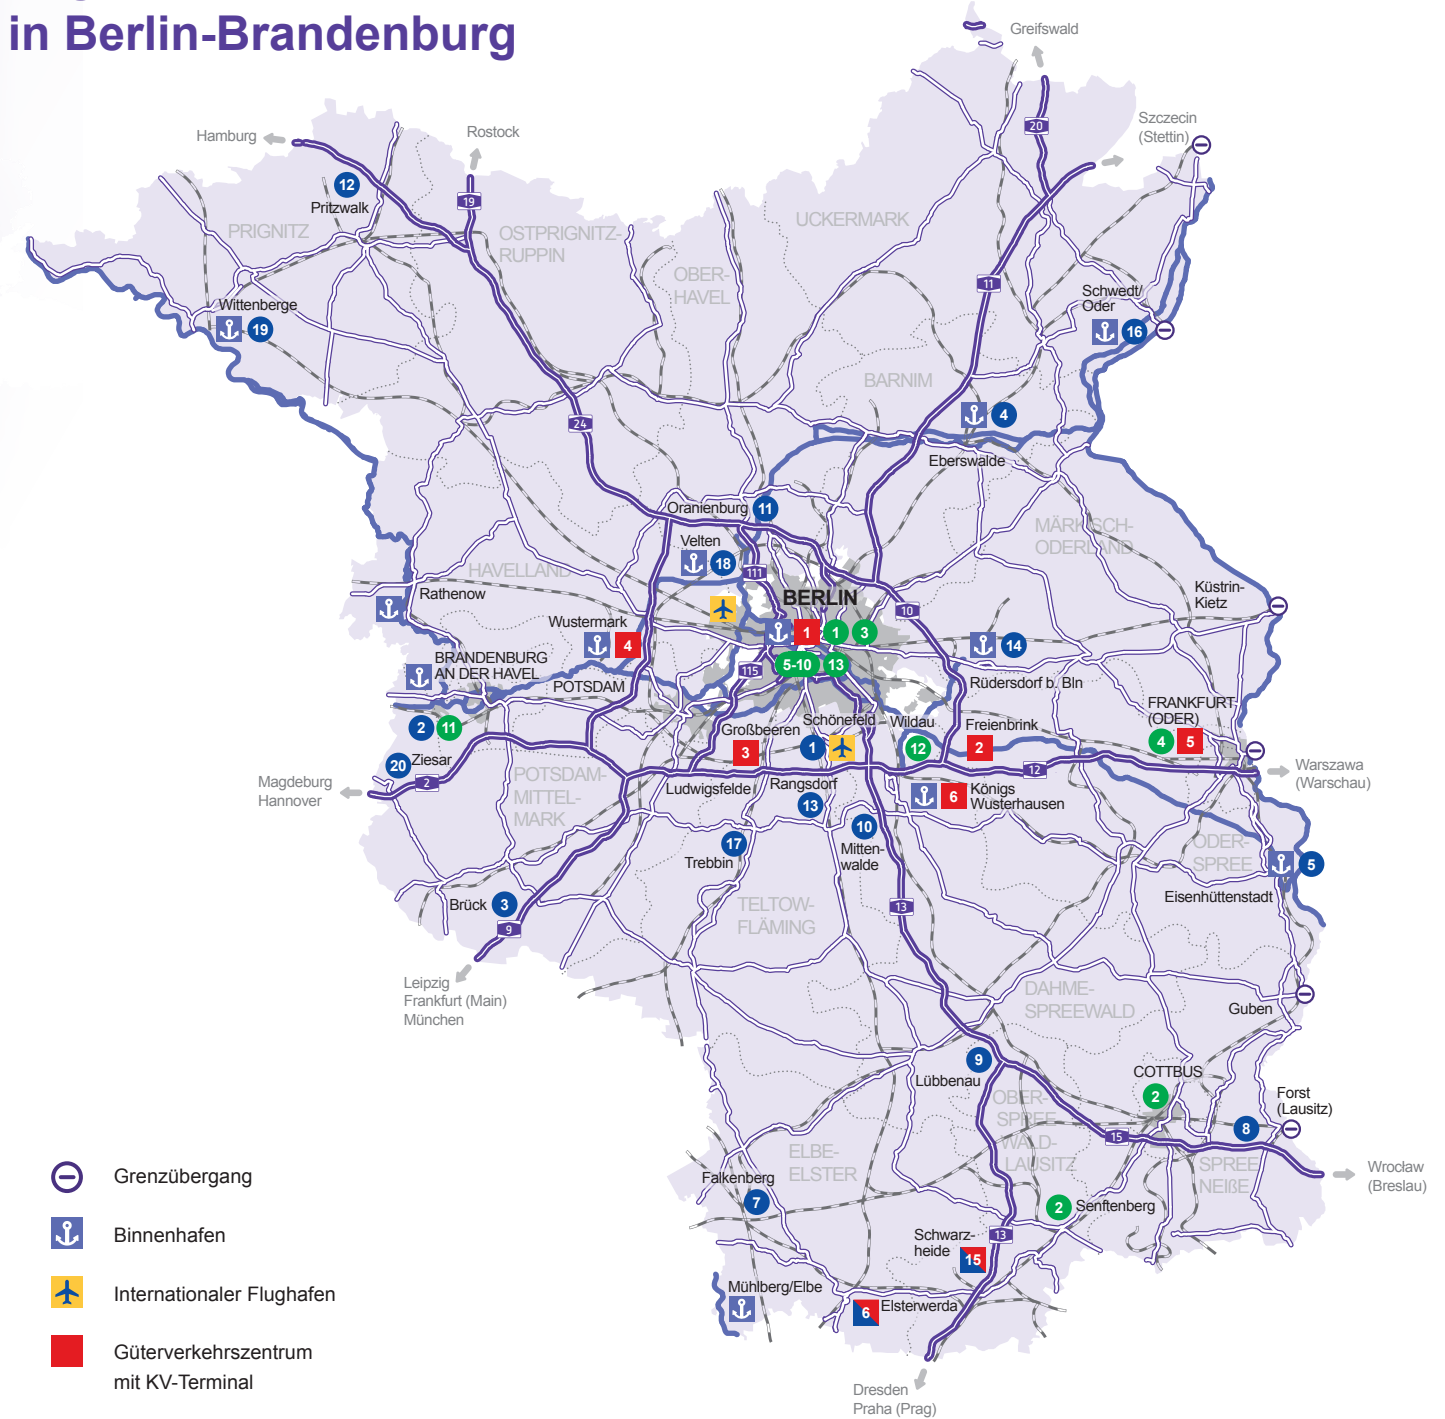 in Berlin-Brandenburg
Greifswald
Hamburg
Rostock
20
Szczecin
(Stettin)
12
Pritzwalk
19
PRIGNITZ
OSTPRIGNITZ-
RUPPIN
UCKERMARK
OBER-
HAVEL
11
Schwedt/
Oder
16
Wittenberge
19
BARNIM
4
24
Eberswalde
Oranienburg
11
MÄRKISCH-
ODERLAND
Velten
18
111
HAVELLAND
Rathenow
BERLIN
10
Küstrin-
Kietz
Wustermark
4
1
1
3
14
BRANDENBURG
AN DER HAVEL
5-10
13
115
POTSDAM
Rüdersdorf b. Bln
2
11
Großbeeren
3
Schönefeld
1
Wildau
12
Freienbrink
2
FRANKFURT-
(ODER)
4
5
20
Ziesar
2
12
Warszawa
(Warschau)
Magdeburg
Hannover
POTSDAM-
MITTEL-
MARK
Ludwigsfelde
Rangsdorf
13
6
Königs
Wusterhausen
17
Trebbin
10
Mitten-
walde
ODER-
SPREE
5
Eisenhüttenstadt
Brück
3
9
TELTOW-
FLÄMING
13
Leipzig
Frankfurt (Main)
München
DAHME-
SPREEWALD
Guben
9
Lübbenau
COTTBUS
2
OBER-
SPREE
WALD-
LAUSITZ
Forst
(Lausitz)
8
15
ELBE-
ELSTER
SPREE
NEIßE
Wrocław
(Breslau)
Falkenberg
7
2
Senftenberg
Schwarz-
heide
15
13
Mühlberg/Elbe
6
Elsterwerda
Dresden
Praha (Prag)
Grenzübergang
Binnenhafen
Internationaler Flughafen
Güterverkehrszentrum
mit KV-Terminal